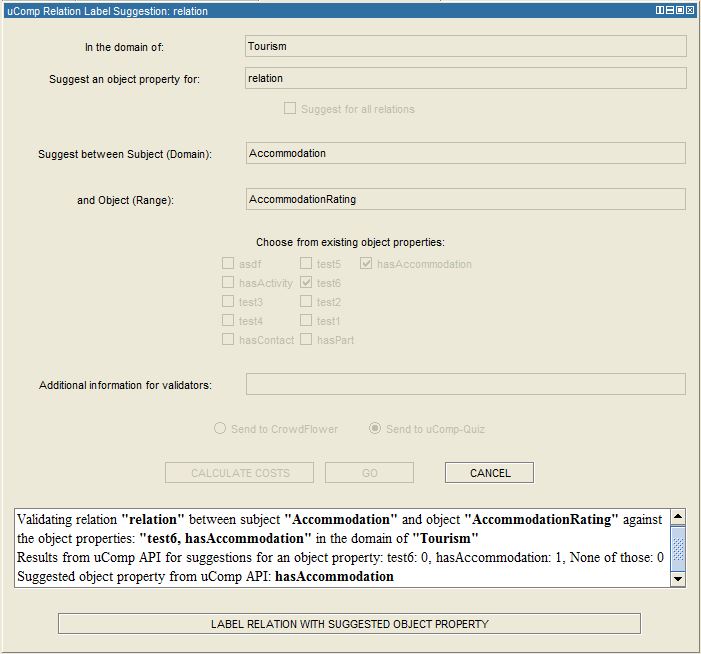 uComp Relation Label Suggestion: relation
In the domain of: Tourism
Suggest an object property for: relation
Suggest for all relations
Suggest between Subject (Domain): Accommodation
and Object (Range): AccommodationRating
Choose from existing object properties:
asdf test5 hasAccommodation
hasActivity test6
test3 test2
test4 test1
hasContact hasPart
Additional information for validators:
Send to CrowdFlower Send to uComp-Quiz
CALCULATE COSTS GO CANCEL
Validating relation "relation" between subject "Accommodation" and object "AccommodationRating" against
the object properties: "test6, hasAccommodation" in the domain of "Tourism"
Results from uComp API for suggestions for an object property: test6: 0, hasAccommodation: 1, None of those: 0
Suggested object property from uComp API: hasAccommodation
LABEL RELATION WITH SUGGESTED OBJECT PROPERTY